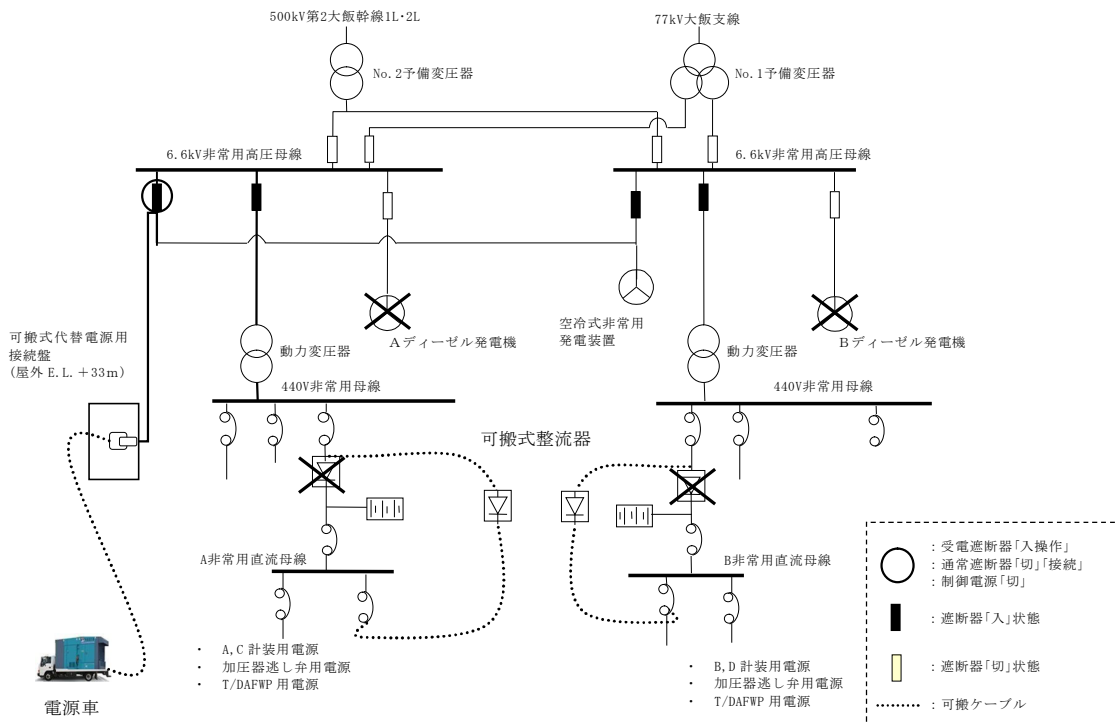 500kV第2大飯幹線1L・2L
77kV大飯支線
No.2予備変圧器
No.1予備変圧器
6.6kV非常用高圧母線
6.6kV非常用高圧母線
可搬式代替電源用
接続盤
(屋外 E.L.+33m)
動力変圧器
Aディーゼル発電機
空冷式非常用
発電装置
動力変圧器
Bディーゼル発電機
440V非常用母線
440V非常用母線
可搬式整流器
A非常用直流母線
B非常用直流母線
・ A,C 計装用電源
・ 加圧器逃し弁用電源
・ T/DAFWP 用電源
・ B,D 計装用電源
・ 加圧器逃し弁用電源
・ T/DAFWP 用電源
電源車
：受電遮断器「入操作」
：通常遮断器「切」「接続」
：制御電源「切」
：遮断器「入」状態
：遮断器「切」状態
：可搬ケーブル